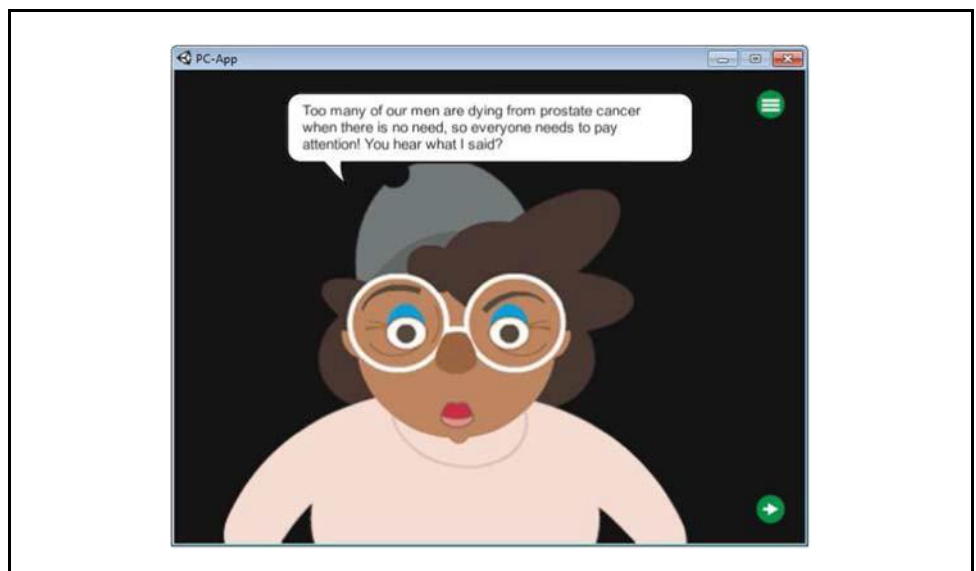 PC-App
Too many of our men are dying from prostate cancer
when there is no need, so everyone needs to pay
attention! You hear what I said?